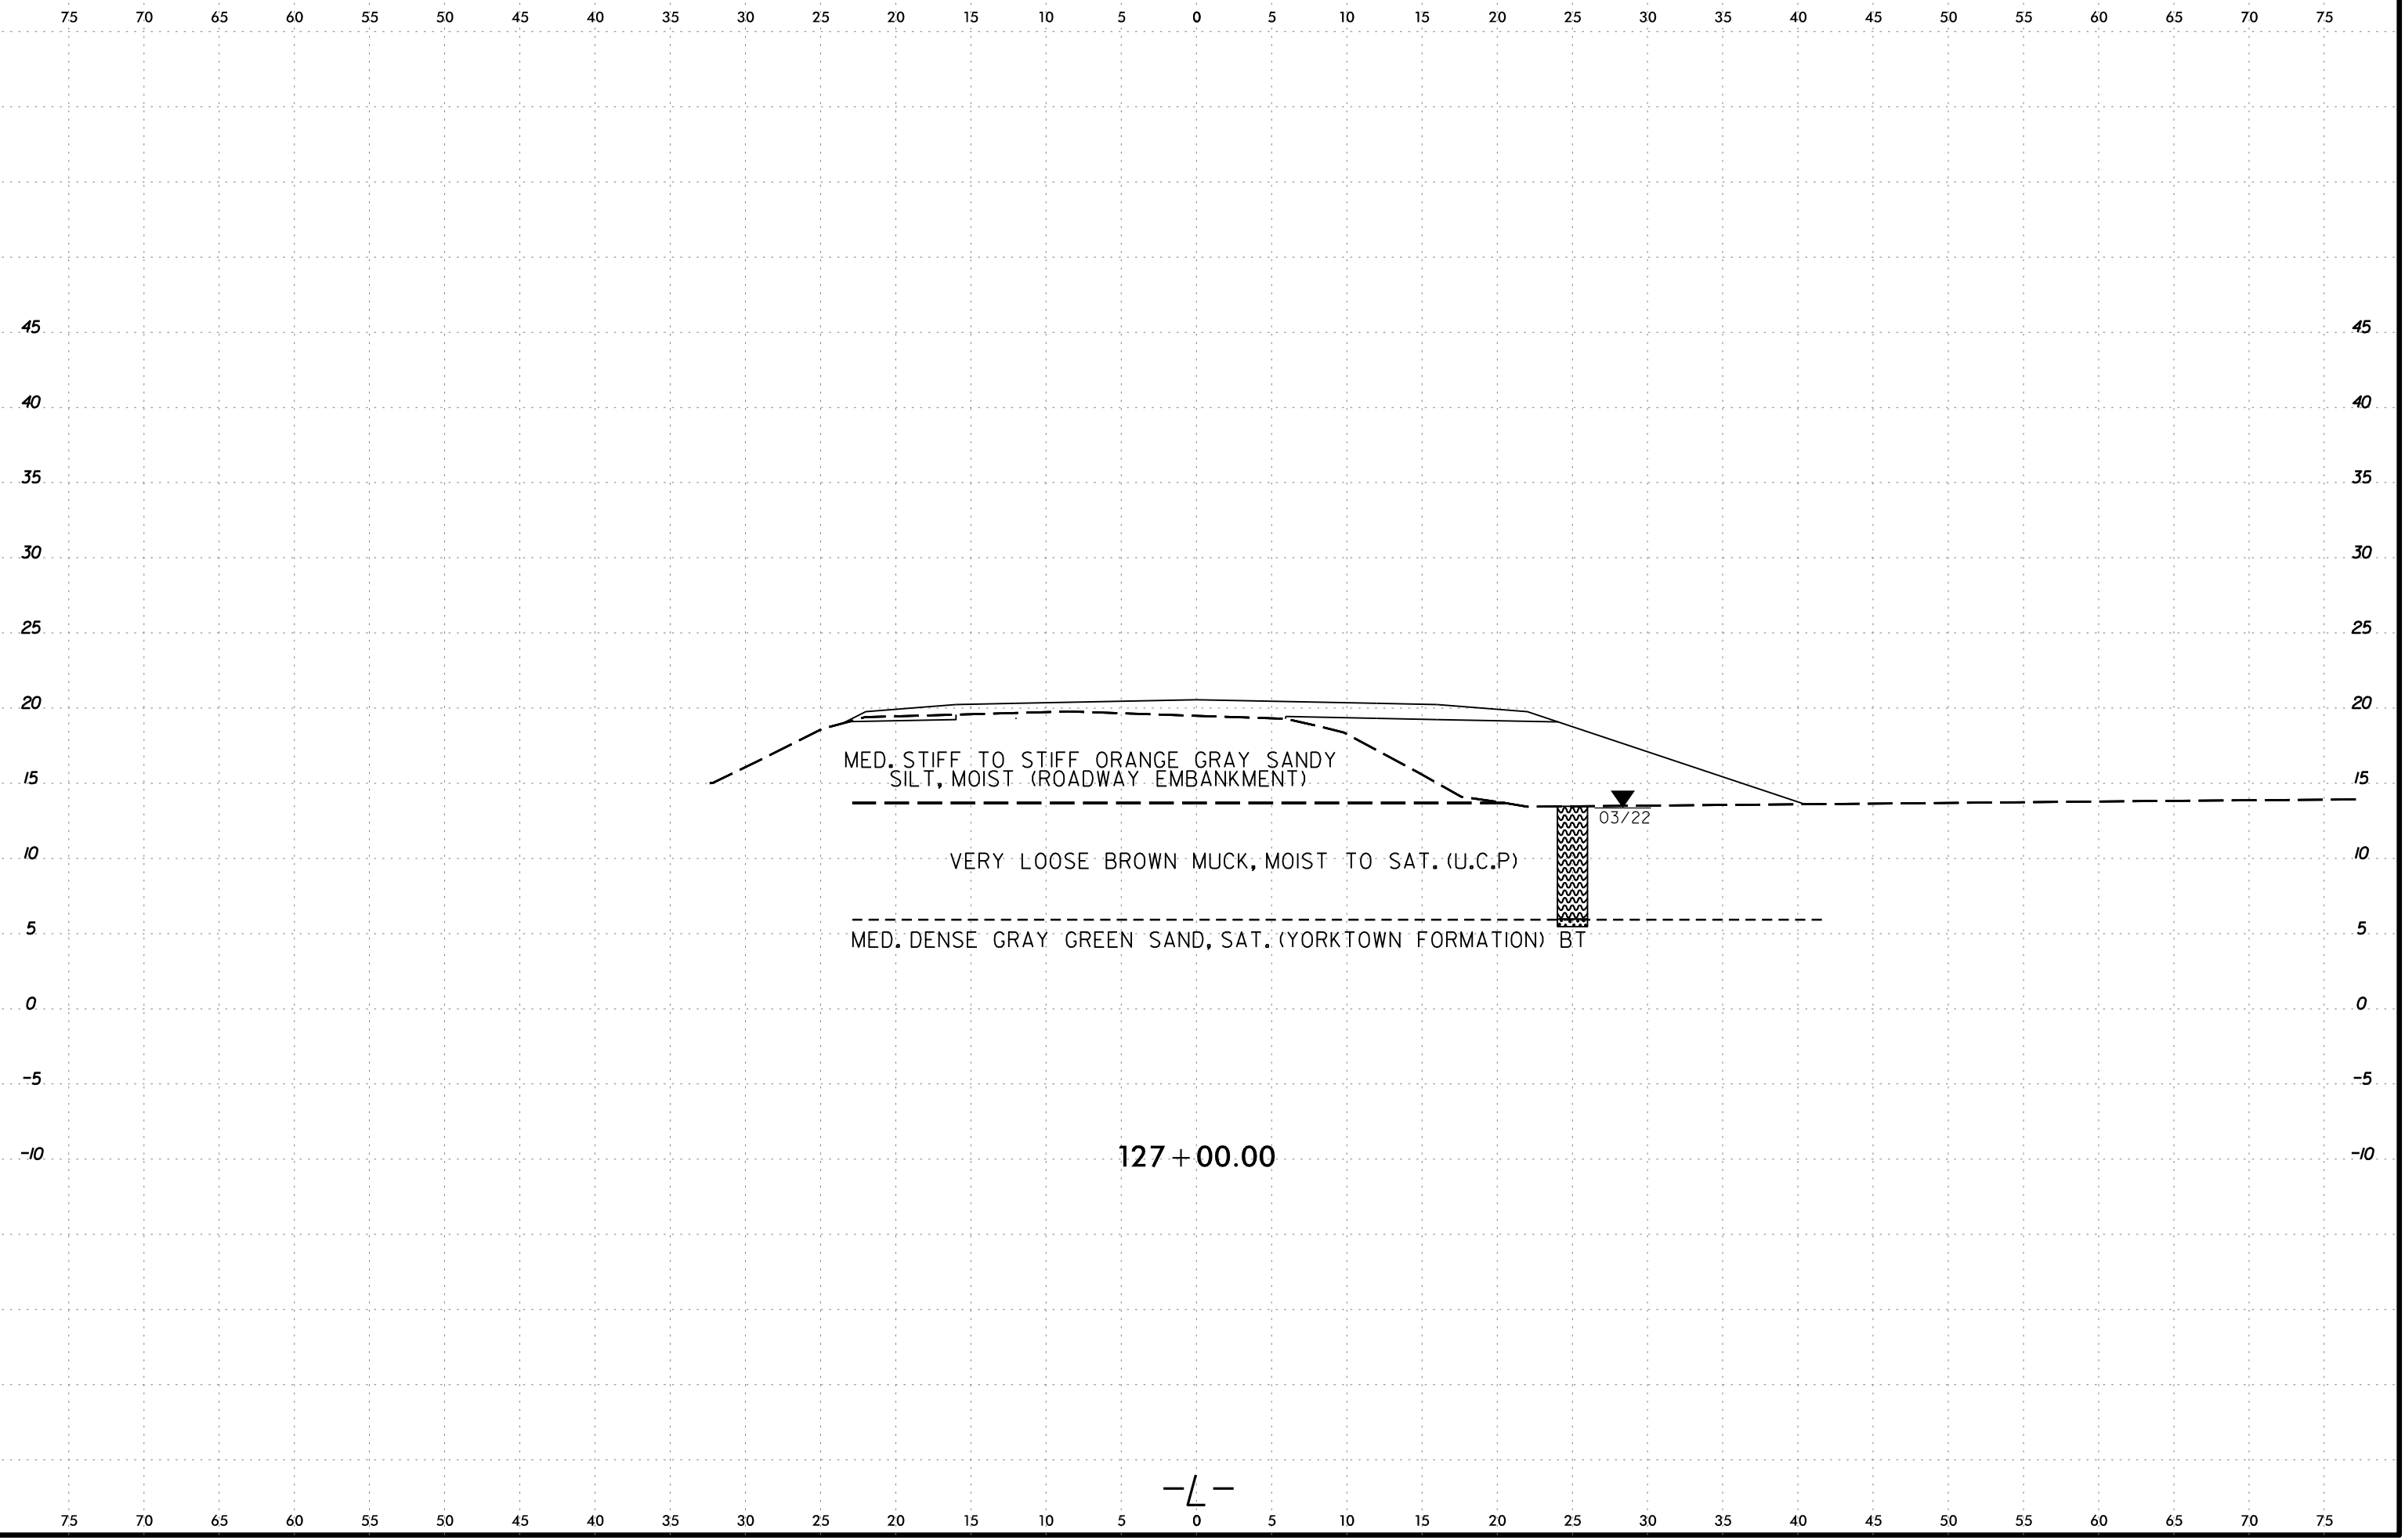 75 70 65 60 55 50 45 40 35 30 25 20 15 10 5 0 5 10 15 20 25 30 35 40 45 50 55 60 65 70 75
45 45
40 40
35 35
30 30
25 25
20 20
MED. STIFF TO STIFF ORANGE GRAY SANDY
15 SILT, MOIST (ROADWAY EMBANKMENT) 15
03/22
10 VERY LOOSE BROWN MUCK, MOIST TO SAT. (U.C.P) 10
5 5
MED. DENSE GRAY GREEN SAND, SAT. (YORKTOWN FORMATION) BT
0 0
-5 -5
-10 -10
127+00.00
-L-
75 70 65 60 55 50 45 40 35 30 25 20 15 10 5 0 5 10 15 20 25 30 35 40 45 50 55 60 65 70 75